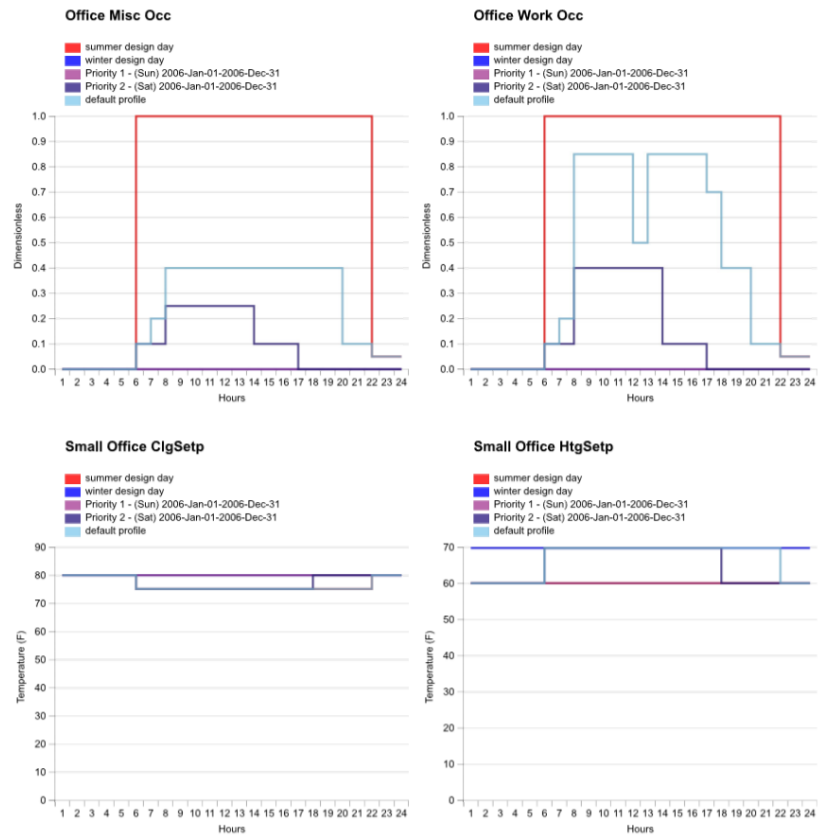 Office Misc Occ
summer design day
winter design day
Priority 1 - (Sun) 2006-Jan-01-2006-Dec-31
Priority 2 - (Sat) 2006-Jan-01-2006-Dec-31
default profile
1.0
0.9
0.8
0.7
0.6
0.5
0.4
0.3
0.2
0.1
0.0
Dimensionless
1 2 3 4 5 6 7 8 9 10 11 12 13 14 15 16 17 18 19 20 21 22 23 24
Hours
Office Work Occ
summer design day
winter design day
Priority 1 - (Sun) 2006-Jan-01-2006-Dec-31
Priority 2 - (Sat) 2006-Jan-01-2006-Dec-31
default profile
1.0
0.9
0.8
0.7
0.6
0.5
0.4
0.3
0.2
0.1
0.0
Dimensionless
1 2 3 4 5 6 7 8 9 10 11 12 13 14 15 16 17 18 19 20 21 22 23 24
Hours
Small Office ClgSetp
summer design day
winter design day
Priority 1 - (Sun) 2006-Jan-01-2006-Dec-31
Priority 2 - (Sat) 2006-Jan-01-2006-Dec-31
default profile
90
80
70
60
50
40
30
20
10
0
Temperature (F)
1 2 3 4 5 6 7 8 9 10 11 12 13 14 15 16 17 18 19 20 21 22 23 24
Hours
Small Office HtgSetp
summer design day
winter design day
Priority 1 - (Sun) 2006-Jan-01-2006-Dec-31
Priority 2 - (Sat) 2006-Jan-01-2006-Dec-31
default profile
70
60
50
40
30
20
10
0
Temperature (F)
1 2 3 4 5 6 7 8 9 10 11 12 13 14 15 16 17 18 19 20 21 22 23 24
Hours